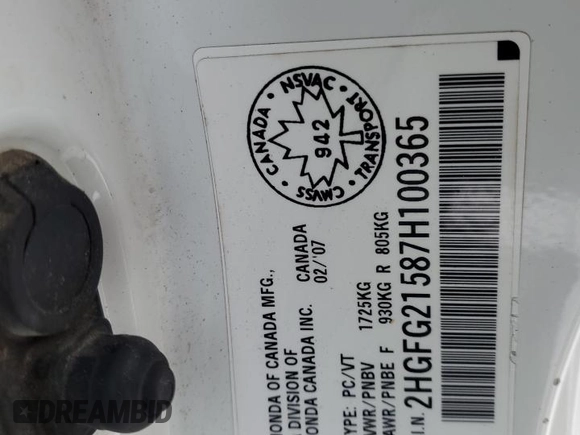 CANADA · NSVAC · TRANSPORT · CMVSS ·
942
ONDA OF CANADA MFG.,
A DIVISION OF
ONDA CANADA INC.
CANADA
02/'07
YPE: PC/VT
WR/PNBV 1725KG
AWR/PNBE F 930KG R 805KG
I.N. 2HGFG21587H100365
DREAMBID